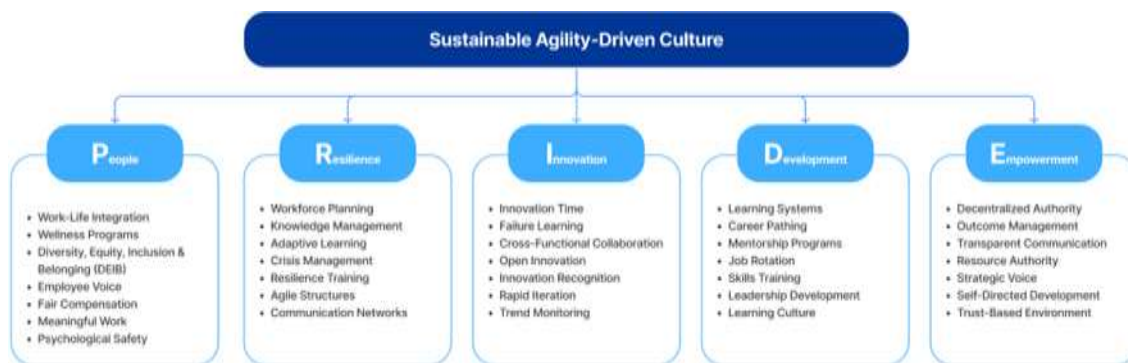 Sustainable Agility-Driven Culture
People
• Work-Life Integration
• Wellness Programs
• Diversity, Equity, Inclusion &
Belonging (DEIB)
• Employee Voice
• Fair Compensation
• Meaningful Work
• Psychological Safety
Resilience
• Workforce Planning
• Knowledge Management
• Adaptive Learning
• Crisis Management
• Resilience Training
• Agile Structures
• Communication Networks
Innovation
• Innovation Time
• Failure Learning
• Cross-Functional Collaboration
• Open Innovation
• Innovation Recognition
• Rapid Iteration
• Trend Monitoring
Development
• Learning Systems
• Career Pathing
• Mentorship Programs
• Job Rotation
• Skills Training
• Leadership Development
• Learning Culture
Empowerment
• Decentralized Authority
• Outcome Management
• Transparent Communication
• Resource Authority
• Strategic Voice
• Self-Directed Development
• Trust-Based Environment